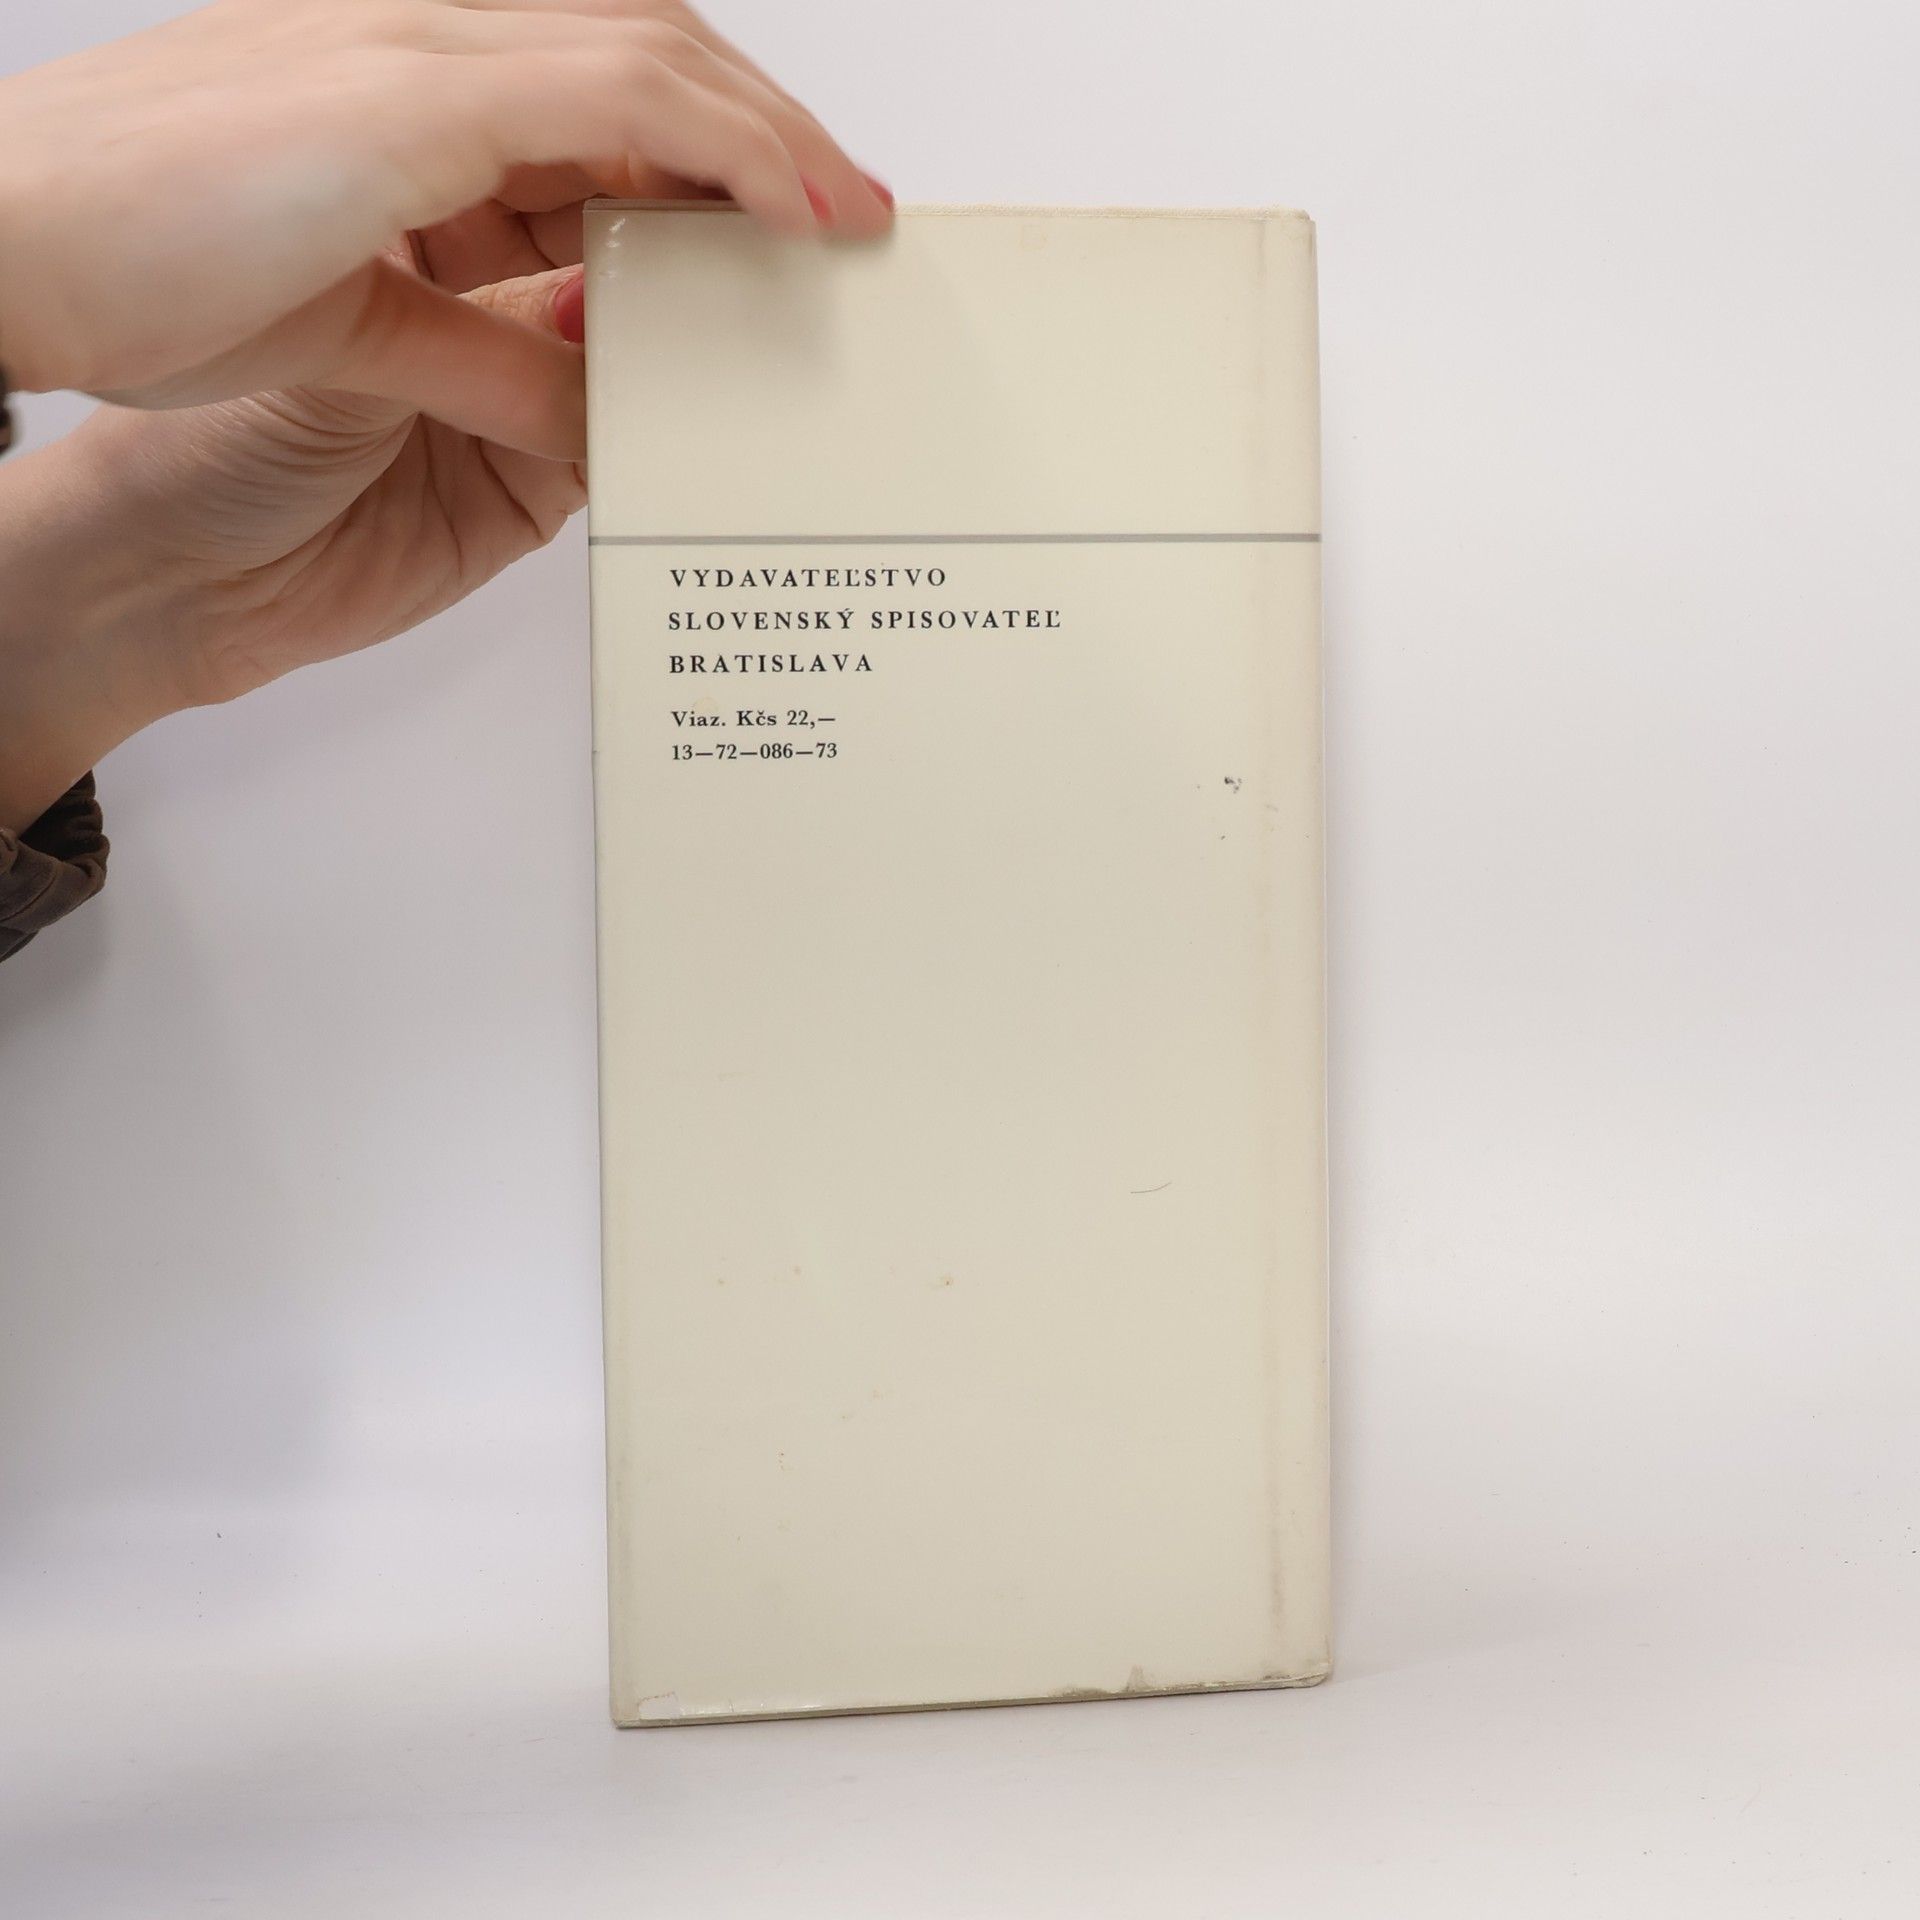 VYDAVATEĽSTVO
SLOVENSKÝ SPISOVATEĽ
BRATISLAVA
Viaz. Kčs 22,—
13—72—086—73